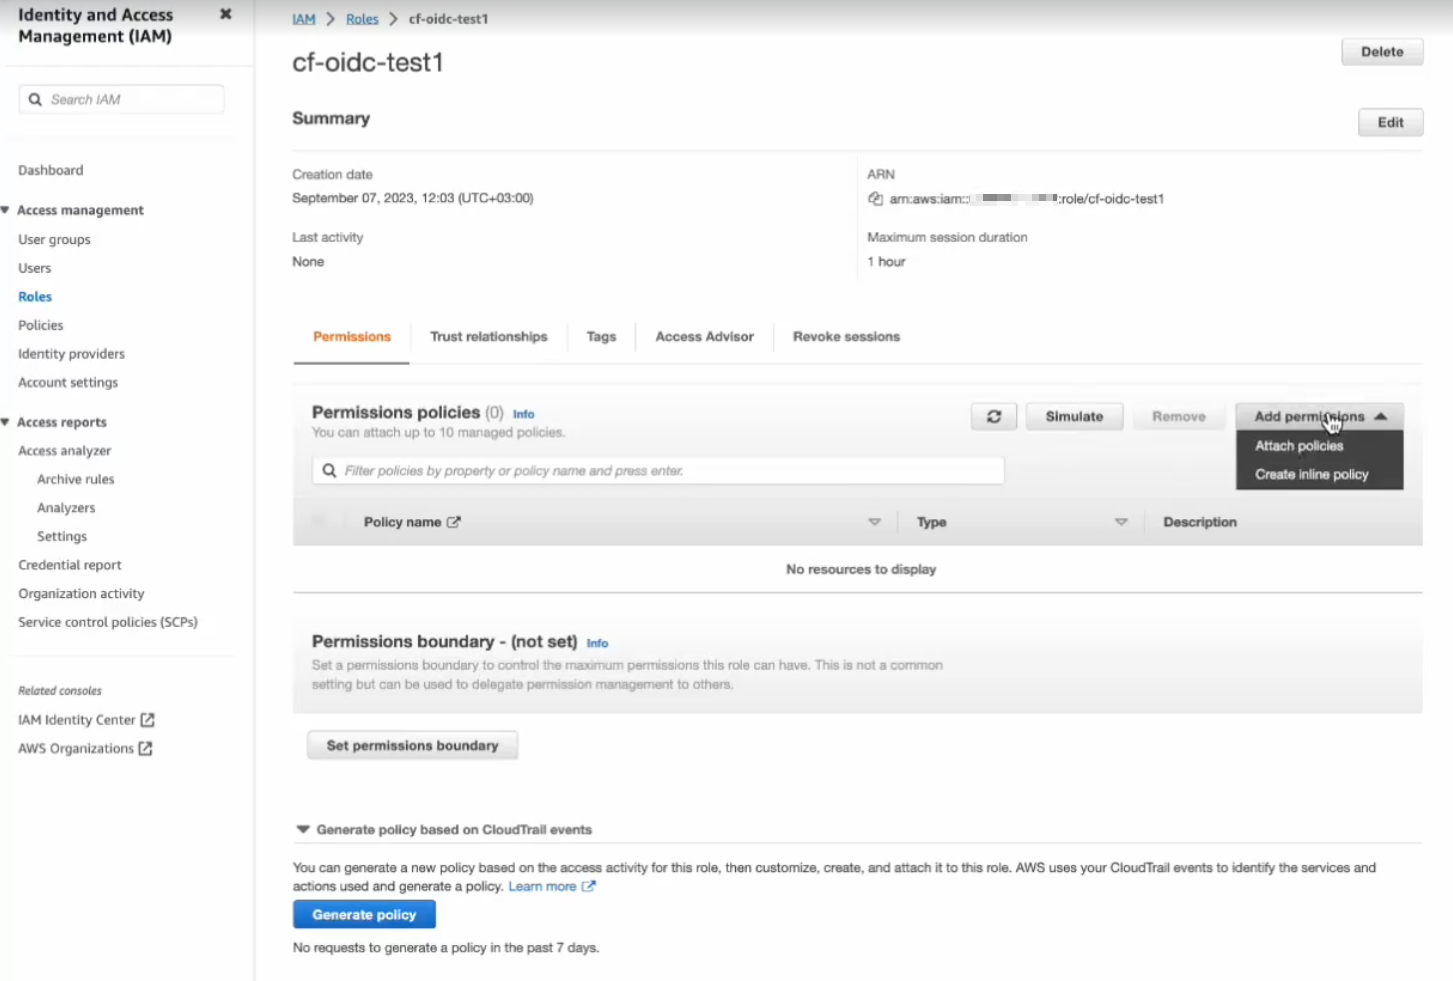 Identity and Access
Management (IAM)
Search IAM
Dashboard
Access management
User groups
Users
Roles
Policies
Identity providers
Account settings
Access reports
Access analyzer
Archive rules
Analyzers
Settings
Credential report
Organization activity
Service control policies (SCPs)
Related consoles
IAM Identity Center
AWS Organizations
IAM > Roles > cf-oidc-test1
cf-oidc-test1
Delete
Summary
Edit
Creation date
September 07, 2023, 12:03 (UTC+03:00)
ARN
arn:aws:iam:: :role/cf-oidc-test1
Last activity
None
Maximum session duration
1 hour
Permissions
Trust relationships
Tags
Access Advisor
Revoke sessions
Permissions policies (0) Info
You can attach up to 10 managed policies.
Simulate
Remove
Add permissions
Attach policies
Create inline policy
Filter policies by property or policy name and press enter.
Policy name
Type
Description
No resources to display
Permissions boundary - (not set) Info
Set a permissions boundary to control the maximum permissions this role can have. This is not a common
setting but can be used to delegate permission management to others.
Set permissions boundary
Generate policy based on CloudTrail events
You can generate a new policy based on the access activity for this role, then customize, create, and attach it to this role. AWS uses your CloudTrail events to identify the services and
actions used and generate a policy. Learn more
Generate policy
No requests to generate a policy in the past 7 days.